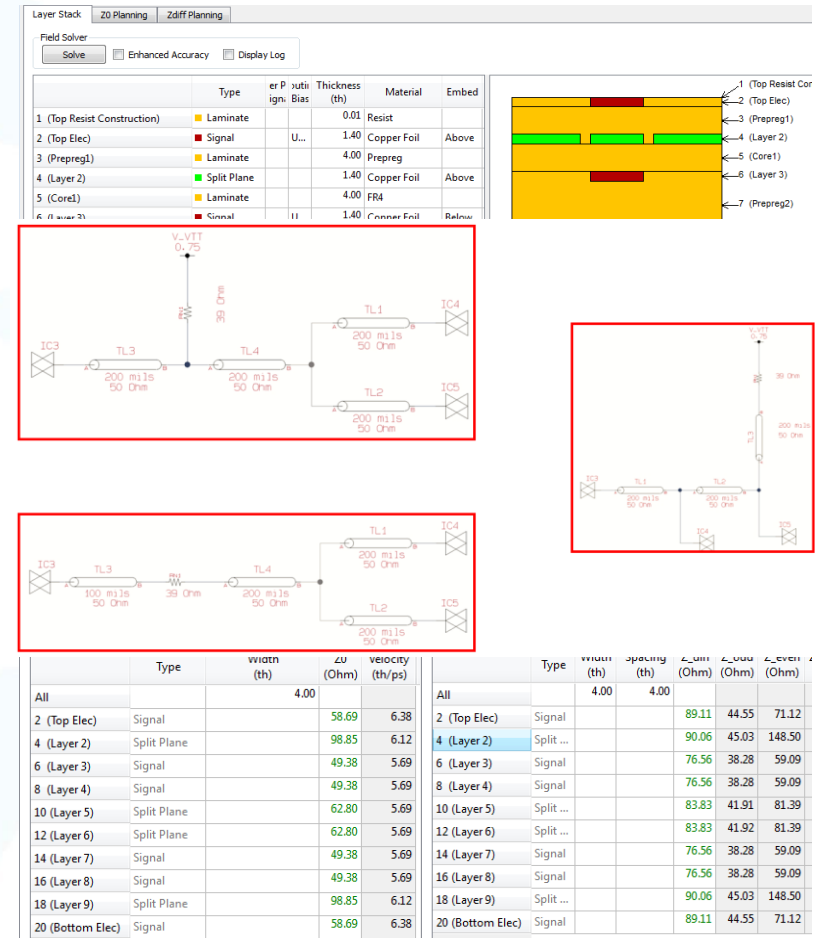 Layer Stack Z0 Planning Zdiff Planning
Field Solver
Solve Enhanced Accuracy Display Log
Type Thickness (th) Material Embed
1 (Top Resist Construction) Laminate 0.01 Resist
2 (Top Elec) Signal U... 1.40 Copper Foil Above
3 (Prepreg1) Laminate 4.00 Prepreg
4 (Layer 2) Split Plane 1.40 Copper Foil Above
5 (Core1) Laminate 4.00 FR4
6 (Layer 3) Signal 1.40 Copper Foil Below
1 (Top Resist Con
2 (Top Elec)
3 (Prepreg1)
4 (Layer 2)
5 (Core1)
6 (Layer 3)
7 (Prepreg2)
V_VTT
0.75
39 Ohm
IC3
TL3
200 mils
50 Ohm
TL4
200 mils
50 Ohm
TL1
200 mils
50 Ohm
IC4
TL2
200 mils
50 Ohm
IC5
V_VTT
0.75
39 Ohm
TL3
200 mils
50 Ohm
IC3
TL1
200 mils
50 Ohm
TL2
200 mils
50 Ohm
IC4
IC5
IC3
TL3
100 mils
50 Ohm
39 Ohm
TL4
200 mils
50 Ohm
TL1
200 mils
50 Ohm
IC4
TL2
200 mils
50 Ohm
IC5
Type Width (th) Z0 (Ohm) Velocity (th/ps)
All 4.00
2 (Top Elec) Signal 58.69 6.38
4 (Layer 2) Split Plane 98.85 6.12
6 (Layer 3) Signal 49.38 5.69
8 (Layer 4) Signal 49.38 5.69
10 (Layer 5) Split Plane 62.80 5.69
12 (Layer 6) Split Plane 62.80 5.69
14 (Layer 7) Signal 49.38 5.69
16 (Layer 8) Signal 49.38 5.69
18 (Layer 9) Split Plane 98.85 6.12
20 (Bottom Elec) Signal 58.69 6.38
Type Width (th) Spacing (th) Z_diff (Ohm) Z_odd (Ohm) Z_even (Ohm)
All 4.00 4.00
2 (Top Elec) Signal 89.11 44.55 71.12
4 (Layer 2) Split ... 90.06 45.03 148.50
6 (Layer 3) Signal 76.56 38.28 59.09
8 (Layer 4) Signal 76.56 38.28 59.09
10 (Layer 5) Split ... 83.83 41.91 81.39
12 (Layer 6) Split ... 83.83 41.92 81.39
14 (Layer 7) Signal 76.56 38.28 59.09
16 (Layer 8) Signal 76.56 38.28 59.09
18 (Layer 9) Split ... 90.06 45.03 148.50
20 (Bottom Elec) Signal 89.11 44.55 71.12